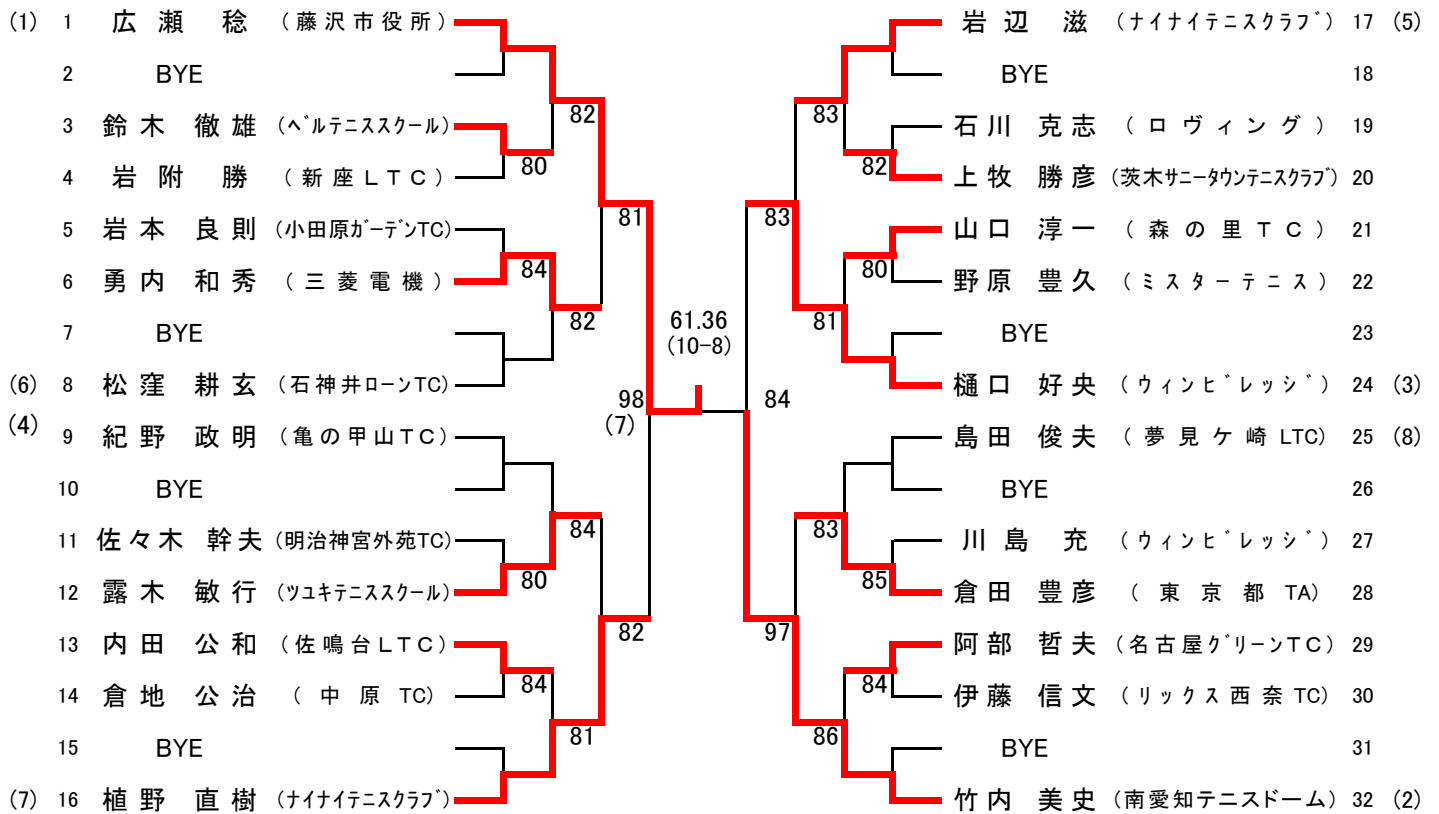 (1) 1 広瀬 稔 (藤沢市役所)
2 BYE
82
3 鈴木 徹雄 (ベルテニススクール)
80
4 岩附 勝 (新座LTC)
81
5 岩本 良則 (小田原ガーデンTC)
84
6 勇内 和秀 (三菱電機)
82
7 BYE
(6) 8 松窪 耕玄 (石神井ローンTC)
98
(7)
(4) 9 紀野 政明 (亀の甲山TC)
10 BYE
84
11 佐々木 幹夫 (明治神宮外苑TC)
80
12 露木 敏行 (ツユキテニススクール)
82
13 内田 公和 (佐鳴台LTC)
84
14 倉地 公治 (中原 TC)
81
15 BYE
(7) 16 植野 直樹 (ナイナイテニスクラブ)
61.36
(10-8)
岩辺 滋 (ナイナイテニスクラブ) 17 (5)
BYE 18
83
石川 克志 (ロヴィング) 19
82
上牧 勝彦 (茨木サニータウンテニスクラブ) 20
83
山口 淳一 (森の里TC) 21
80
野原 豊久 (ミスターテニス) 22
81
BYE 23
樋口 好央 (ウィンビレッジ) 24 (3)
84
島田 俊夫 (夢見ケ崎 LTC) 25 (8)
BYE 26
83
川島 充 (ウィンビレッジ) 27
85
倉田 豊彦 (東京都 TA) 28
97
阿部 哲夫 (名古屋グリーンTC) 29
84
伊藤 信文 (リックス西奈 TC) 30
86
BYE 31
竹内 美史 (南愛知テニスドーム) 32 (2)